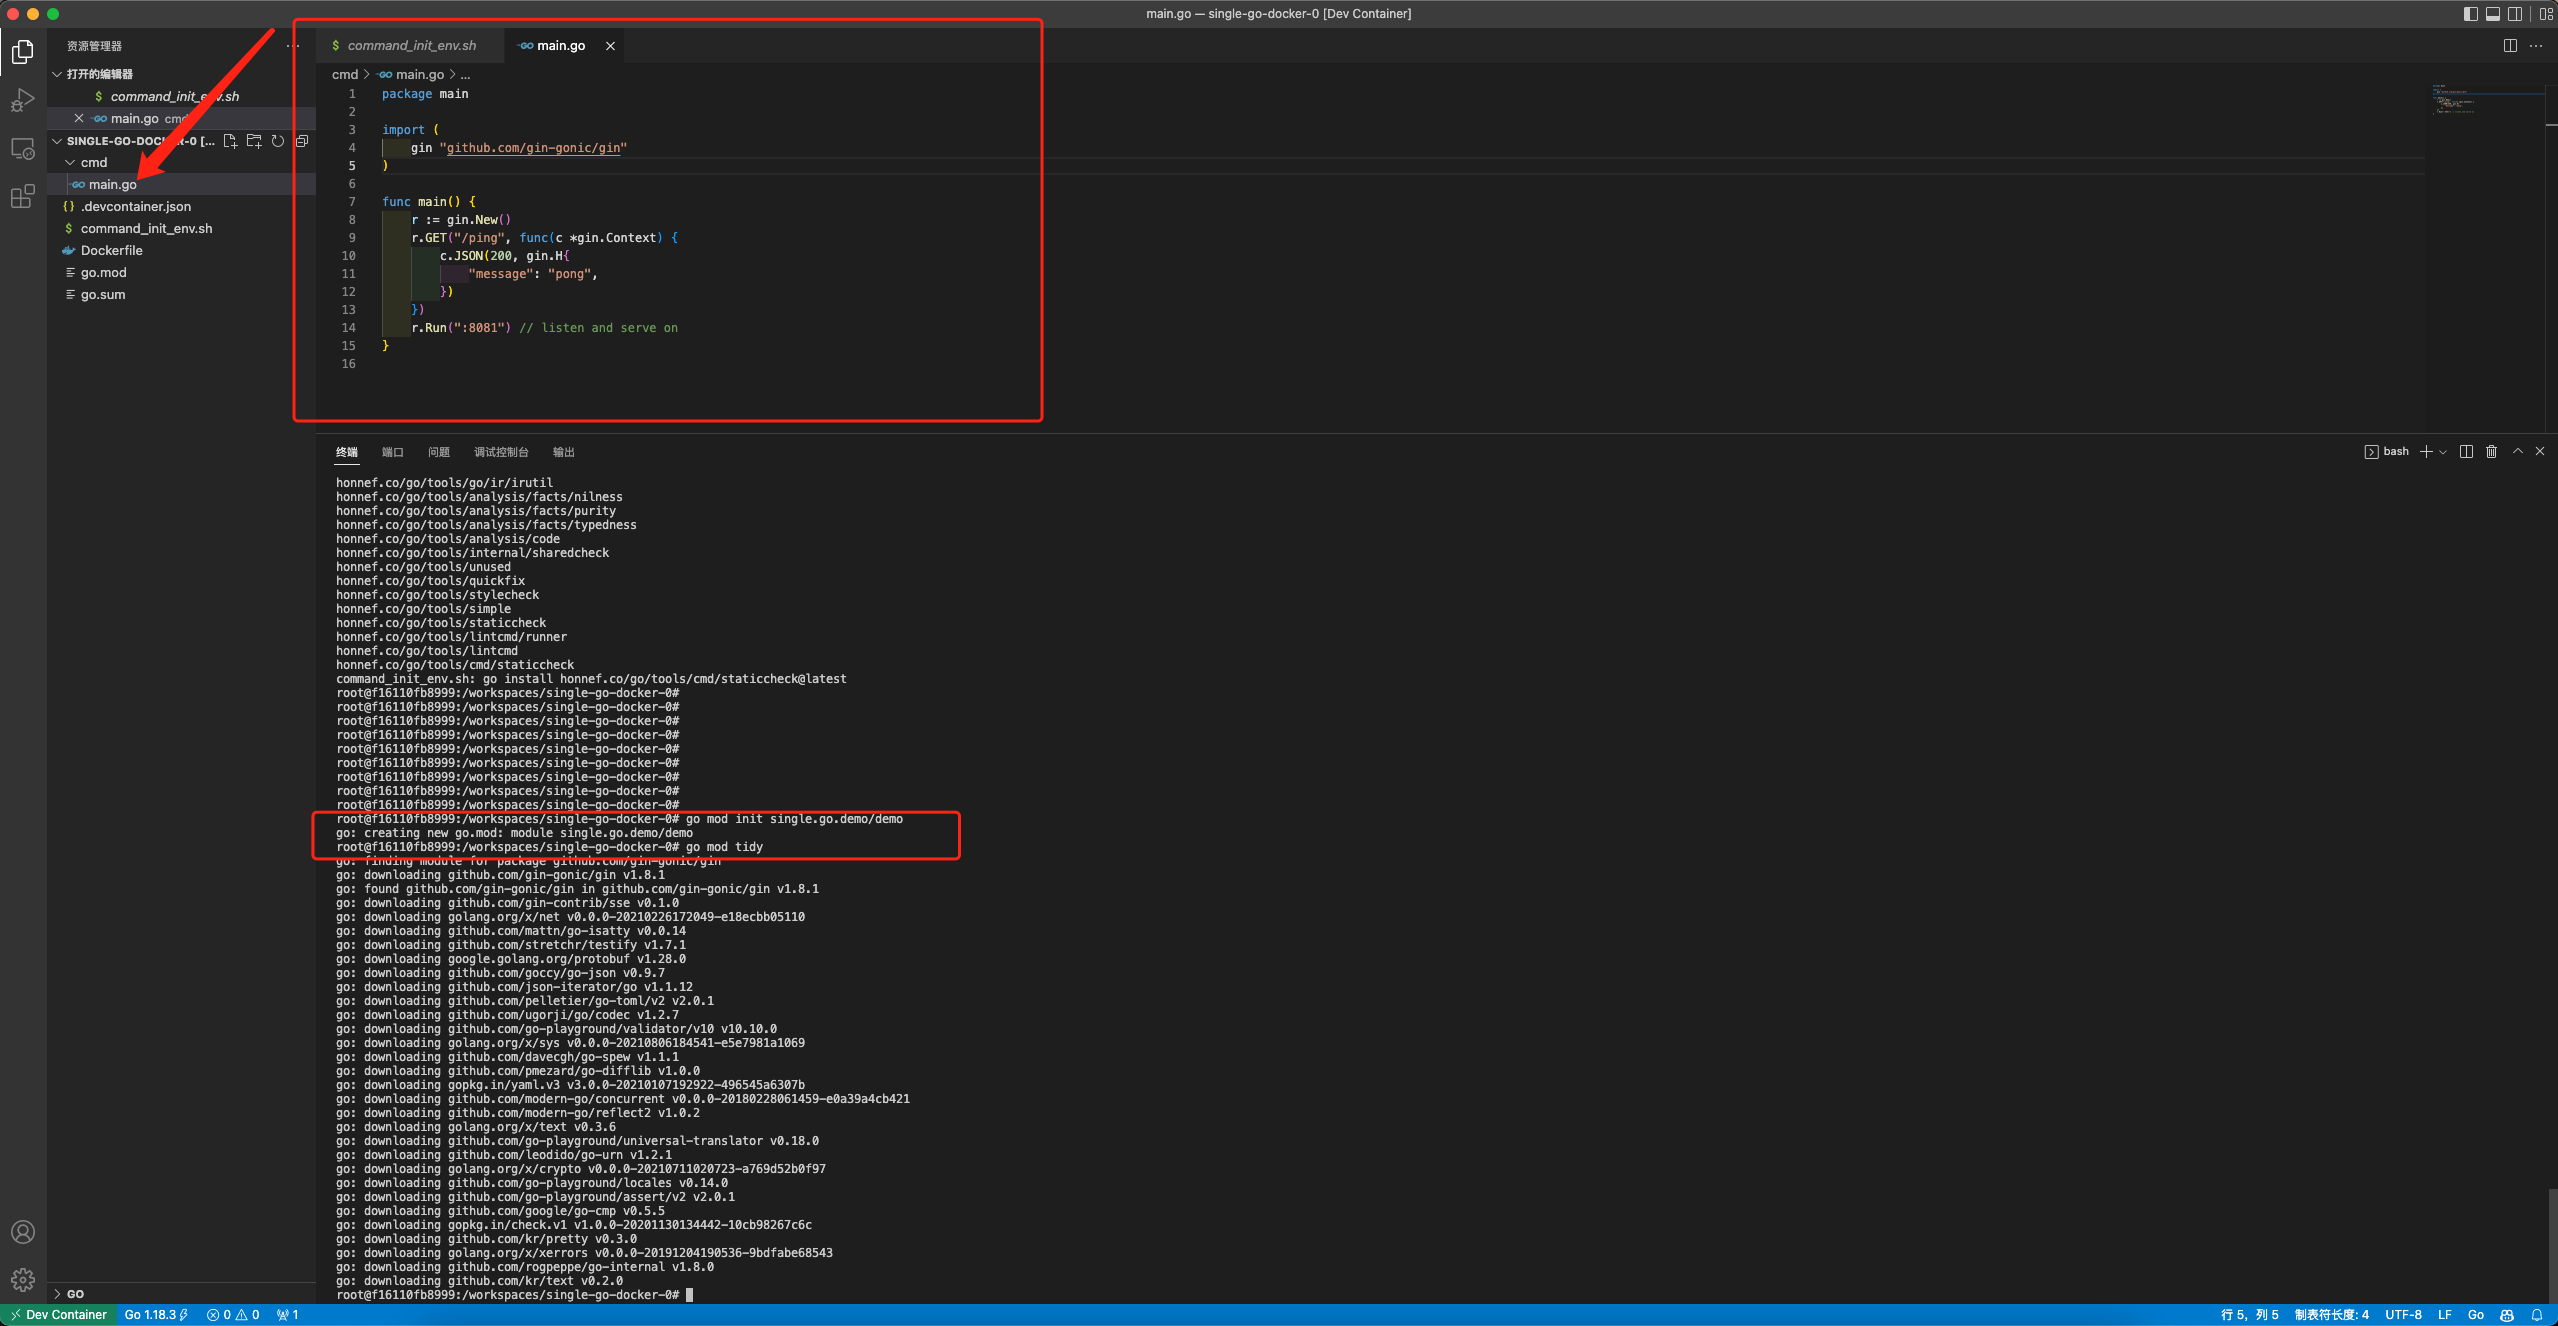 main.go — single-go-docker-0 [Dev Container]
资源管理器
打开的编辑器
$ command_init_env.sh
main.go cmd
SINGLE-GO-DOCKER-0 [...
cmd
main.go
{} .devcontainer.json
$ command_init_env.sh
Dockerfile
go.mod
go.sum
GO
$ command_init_env.sh
GO main.go
cmd > GO main.go > ...
1 package main
2
3 import (
4 gin "github.com/gin-gonic/gin"
5 )
6
7 func main() {
8 r := gin.New()
9 r.GET("/ping", func(c *gin.Context) {
10 c.JSON(200, gin.H{
11 "message": "pong",
12 })
13 })
14 r.Run(":8081") // listen and serve on
15 }
16
终端 端口 问题 调试控制台 输出
bash
honnef.co/go/tools/go/ir/irutil
honnef.co/go/tools/analysis/facts/nilness
honnef.co/go/tools/analysis/facts/purity
honnef.co/go/tools/analysis/facts/typedness
honnef.co/go/tools/analysis/code
honnef.co/go/tools/internal/sharedcheck
honnef.co/go/tools/unused
honnef.co/go/tools/quickfix
honnef.co/go/tools/stylecheck
honnef.co/go/tools/simple
honnef.co/go/tools/staticcheck
honnef.co/go/tools/lintcmd/runner
honnef.co/go/tools/lintcmd
honnef.co/go/tools/cmd/staticcheck
command_init_env.sh: go install honnef.co/go/tools/cmd/staticcheck@latest
root@f16110fb8999:/workspaces/single-go-docker-0#
root@f16110fb8999:/workspaces/single-go-docker-0#
root@f16110fb8999:/workspaces/single-go-docker-0#
root@f16110fb8999:/workspaces/single-go-docker-0#
root@f16110fb8999:/workspaces/single-go-docker-0#
root@f16110fb8999:/workspaces/single-go-docker-0#
root@f16110fb8999:/workspaces/single-go-docker-0#
root@f16110fb8999:/workspaces/single-go-docker-0#
root@f16110fb8999:/workspaces/single-go-docker-0#
root@f16110fb8999:/workspaces/single-go-docker-0# go mod init single.go.demo/demo
go: creating new go.mod: module single.go.demo/demo
root@f16110fb8999:/workspaces/single-go-docker-0# go mod tidy
go: finding module for package github.com/gin-gonic/gin
go: downloading github.com/gin-gonic/gin v1.8.1
go: found github.com/gin-gonic/gin in github.com/gin-gonic/gin v1.8.1
go: downloading github.com/gin-contrib/sse v0.1.0
go: downloading golang.org/x/net v0.0.0-20210226172049-e18ecbb05110
go: downloading github.com/mattn/go-isatty v0.0.14
go: downloading github.com/stretchr/testify v1.7.1
go: downloading google.golang.org/protobuf v1.28.0
go: downloading github.com/goccy/go-json v0.9.7
go: downloading github.com/json-iterator/go v1.1.12
go: downloading github.com/pelletier/go-toml/v2 v2.0.1
go: downloading github.com/ugorji/go/codec v1.2.7
go: downloading github.com/go-playground/validator/v10 v10.10.0
go: downloading golang.org/x/sys v0.0.0-20210806184541-e5e7981a1069
go: downloading github.com/davecgh/go-spew v1.1.1
go: downloading github.com/pmezard/go-difflib v1.0.0
go: downloading gopkg.in/yaml.v3 v3.0.0-20210107192922-496545a6307b
go: downloading github.com/modern-go/concurrent v0.0.0-20180228061459-e0a39a4cb421
go: downloading github.com/modern-go/reflect2 v1.0.2
go: downloading golang.org/x/text v0.3.6
go: downloading github.com/go-playground/universal-translator v0.18.0
go: downloading github.com/leodido/go-urn v1.2.1
go: downloading golang.org/x/crypto v0.0.0-20210711020723-a769d52b0f97
go: downloading github.com/go-playground/locales v0.14.0
go: downloading github.com/go-playground/assert/v2 v2.0.1
go: downloading github.com/google/go-cmp v0.5.5
go: downloading gopkg.in/check.v1 v1.0.0-20201130134442-10cb98267c6c
go: downloading github.com/kr/pretty v0.3.0
go: downloading golang.org/x/xerrors v0.0.0-20191204190536-9bdfabe68543
go: downloading github.com/rogpeppe/go-internal v1.8.0
go: downloading github.com/kr/text v0.2.0
root@f16110fb8999:/workspaces/single-go-docker-0#
Dev Container Go 1.18.3 0 0 1 行 5，列 5 制表符长度: 4 UTF-8 LF Go